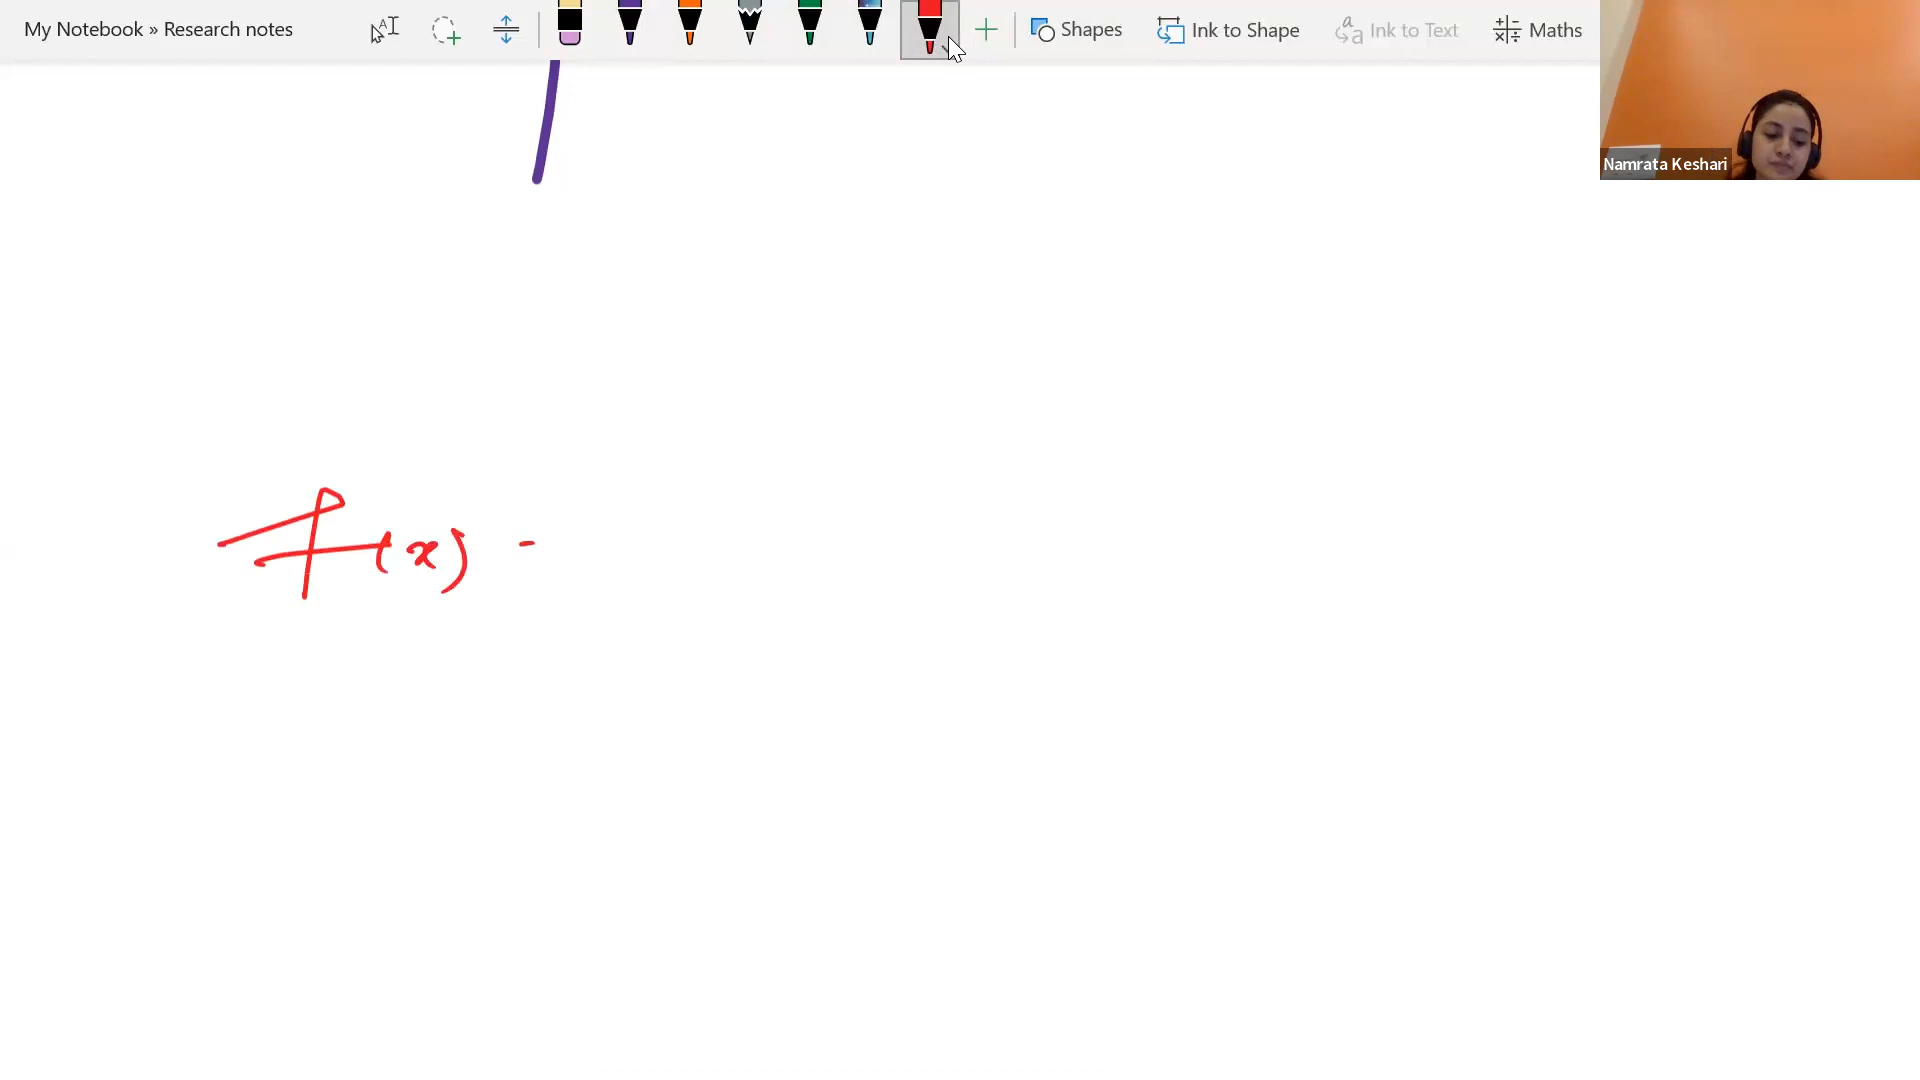 My Notebook » Research notes
Shapes
Ink to Shape
Ink to Text
Maths
Namrata Keshari
f(x) -